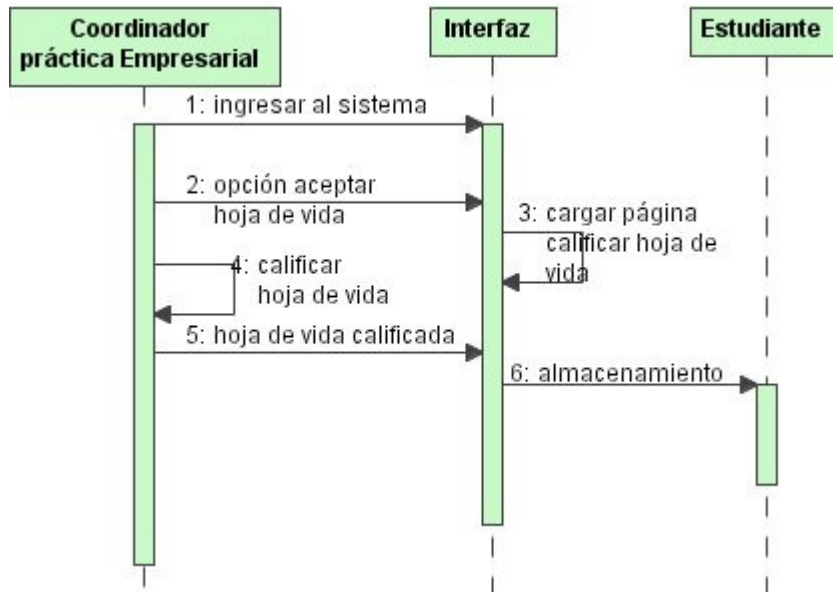 Coordinador
práctica Empresarial
Interfaz
Estudiante
1: ingresar al sistema
2: opción aceptar
hoja de vida
3: cargar página
calificar hoja de
vida
4: calificar
hoja de vida
5: hoja de vida calificada
6: almacenamiento